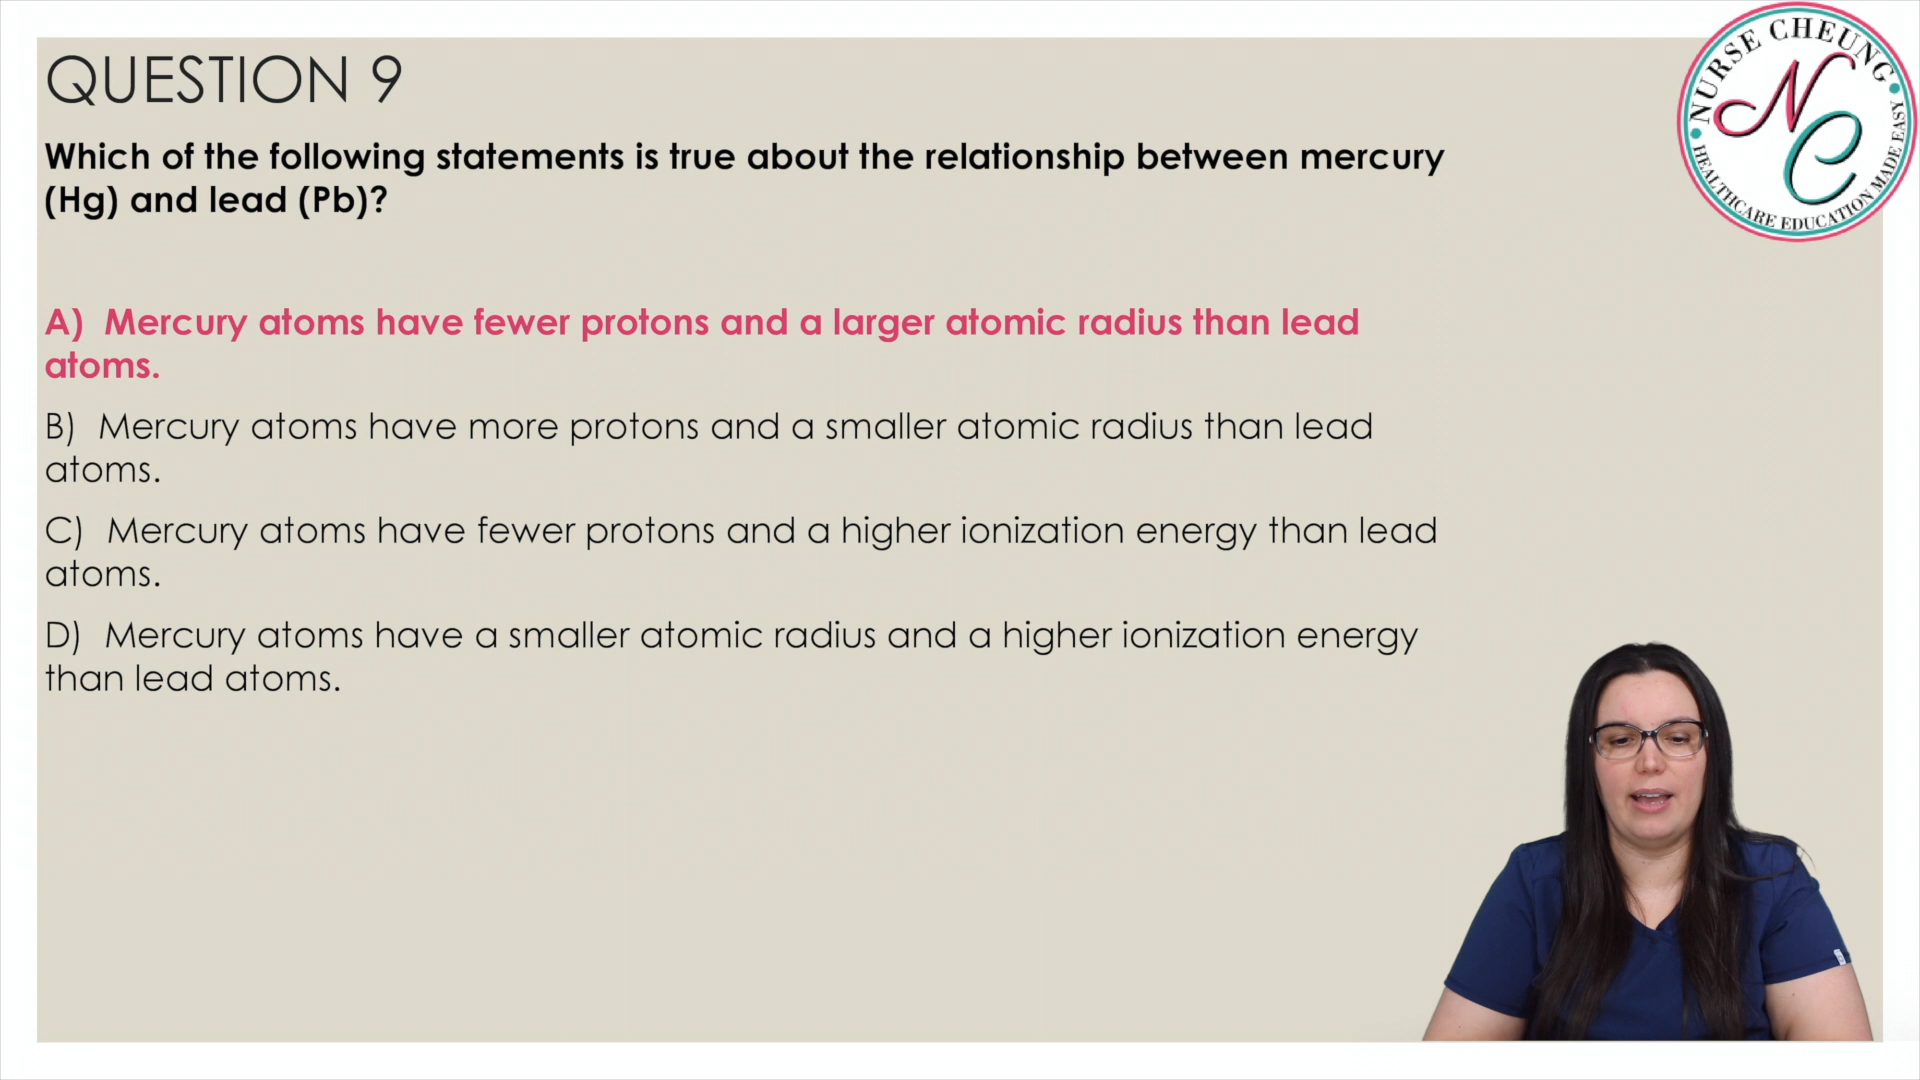 QUESTION 9
Which of the following statements is true about the relationship between mercury
(Hg) and lead (Pb)?
A) Mercury atoms have fewer protons and a larger atomic radius than lead
atoms.
B) Mercury atoms have more protons and a smaller atomic radius than lead
atoms.
C) Mercury atoms have fewer protons and a higher ionization energy than lead
atoms.
D) Mercury atoms have a smaller atomic radius and a higher ionization energy
than lead atoms.
NURSE CHEUNG
NC
HEALTHCARE EDUCATION MADE EASY